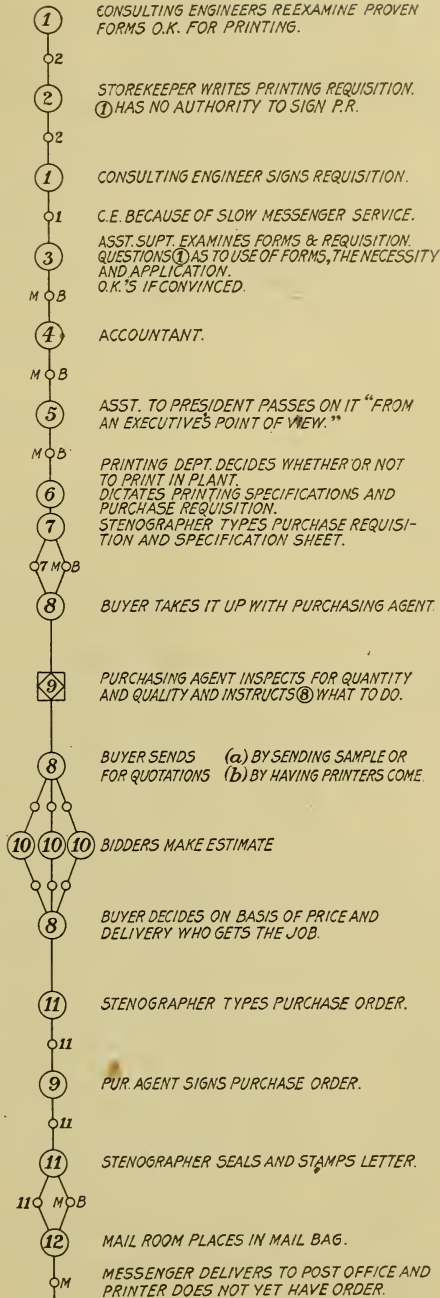 1 CONSULTING ENGINEERS REEXAMINE PROVEN
FORMS O.K. FOR PRINTING.
2
2 STOREKEEPER WRITES PRINTING REQUISITION.
① HAS NO AUTHORITY TO SIGN P.R.
2
1 CONSULTING ENGINEER SIGNS REQUISITION.
1 C.E. BECAUSE OF SLOW MESSENGER SERVICE.
3 ASST. SUPT. EXAMINES FORMS & REQUISITION.
QUESTIONS ① AS TO USE OF FORMS, THE NECESSITY
AND APPLICATION.
O.K.'S IF CONVINCED.
M B
4 ACCOUNTANT.
M B
5 ASST. TO PRESIDENT PASSES ON IT "FROM
AN EXECUTIVE'S POINT OF VIEW."
M B
PRINTING DEPT. DECIDES WHETHER OR NOT
TO PRINT IN PLANT.
6 DICTATES PRINTING SPECIFICATIONS AND
PURCHASE REQUISITION.
7 STENOGRAPHER TYPES PURCHASE REQUISI-
TION AND SPECIFICATION SHEET.
7 M B
8 BUYER TAKES IT UP WITH PURCHASING AGENT.
9 PURCHASING AGENT INSPECTS FOR QUANTITY
AND QUALITY AND INSTRUCTS ⑧ WHAT TO DO.
8 BUYER SENDS (a) BY SENDING SAMPLE OR
FOR QUOTATIONS (b) BY HAVING PRINTERS COME.
10 10 10 BIDDERS MAKE ESTIMATE
8 BUYER DECIDES ON BASIS OF PRICE AND
DELIVERY WHO GETS THE JOB.
11 STENOGRAPHER TYPES PURCHASE ORDER.
11
9 PUR. AGENT SIGNS PURCHASE ORDER.
11
11 STENOGRAPHER SEALS AND STAMPS LETTER.
11 M B
12 MAIL ROOM PLACES IN MAIL BAG.
M MESSENGER DELIVERS TO POST OFFICE AND
PRINTER DOES NOT YET HAVE ORDER.